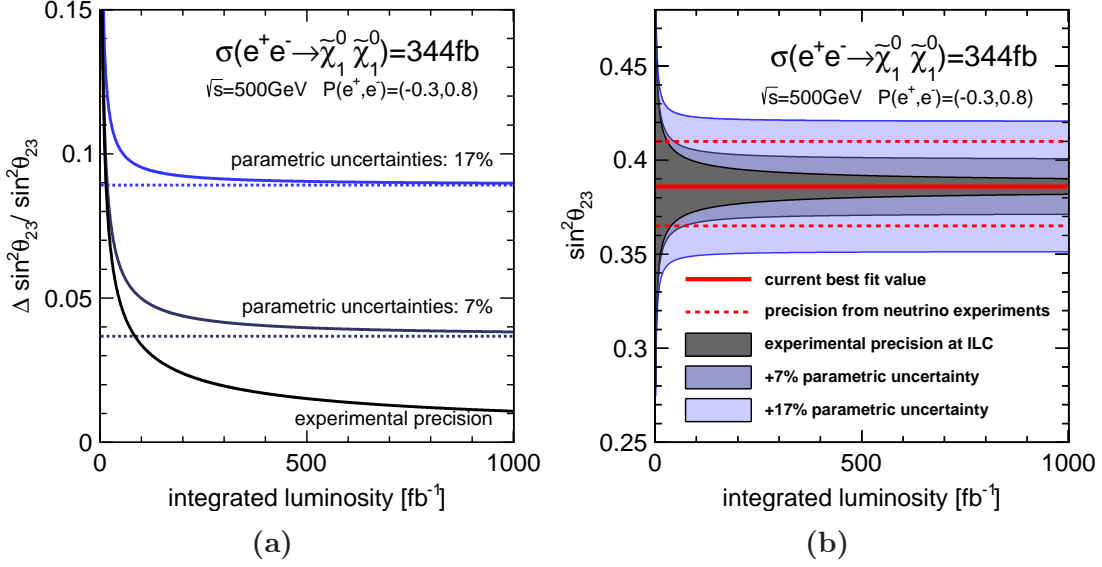 0.15
0.1
0.05
0
Δ sin²θ₂₃/ sin²θ₂₃
σ(e⁺e⁻→χ̃₁⁰ χ̃₁⁰)=344fb
√s=500GeV P(e⁺,e⁻)=(-0.3,0.8)
parametric uncertainties: 17%
parametric uncertainties: 7%
experimental precision
0 500 1000
integrated luminosity [fb⁻¹]
(a)
0.45
0.4
0.35
0.3
0.25
sin²θ₂₃
σ(e⁺e⁻→χ̃₁⁰ χ̃₁⁰)=344fb
√s=500GeV P(e⁺,e⁻)=(-0.3,0.8)
current best fit value
precision from neutrino experiments
experimental precision at ILC
+7% parametric uncertainty
+17% parametric uncertainty
0 500 1000
integrated luminosity [fb⁻¹]
(b)